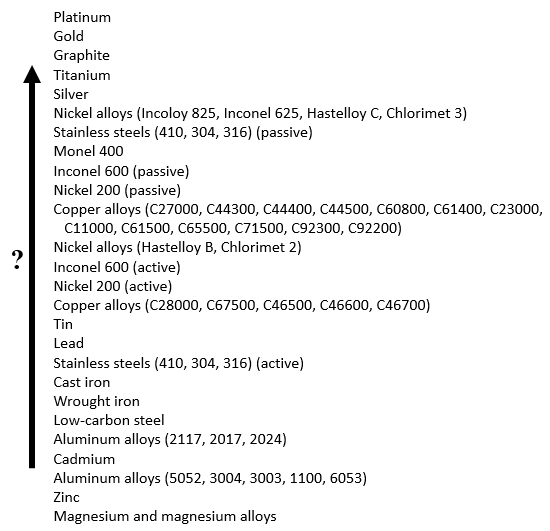 Platinum
Gold
Graphite
Titanium
Silver
Nickel alloys (Incoloy 825, Inconel 625, Hastelloy C, Chlorimet 3)
Stainless steels (410, 304, 316) (passive)
Monel 400
Inconel 600 (passive)
Nickel 200 (passive)
Copper alloys (C27000, C44300, C44400, C44500, C60800, C61400, C23000,
C11000, C61500, C65500, C71500, C92300, C92200)
Nickel alloys (Hastelloy B, Chlorimet 2)
?
Inconel 600 (active)
Nickel 200 (active)
Copper alloys (C28000, C67500, C46500, C46600, C46700)
Tin
Lead
Stainless steels (410, 304, 316) (active)
Cast iron
Wrought iron
Low-carbon steel
Aluminum alloys (2117, 2017, 2024)
Cadmium
Aluminum alloys (5052, 3004, 3003, 1100, 6053)
Zinc
Magnesium and magnesium alloys